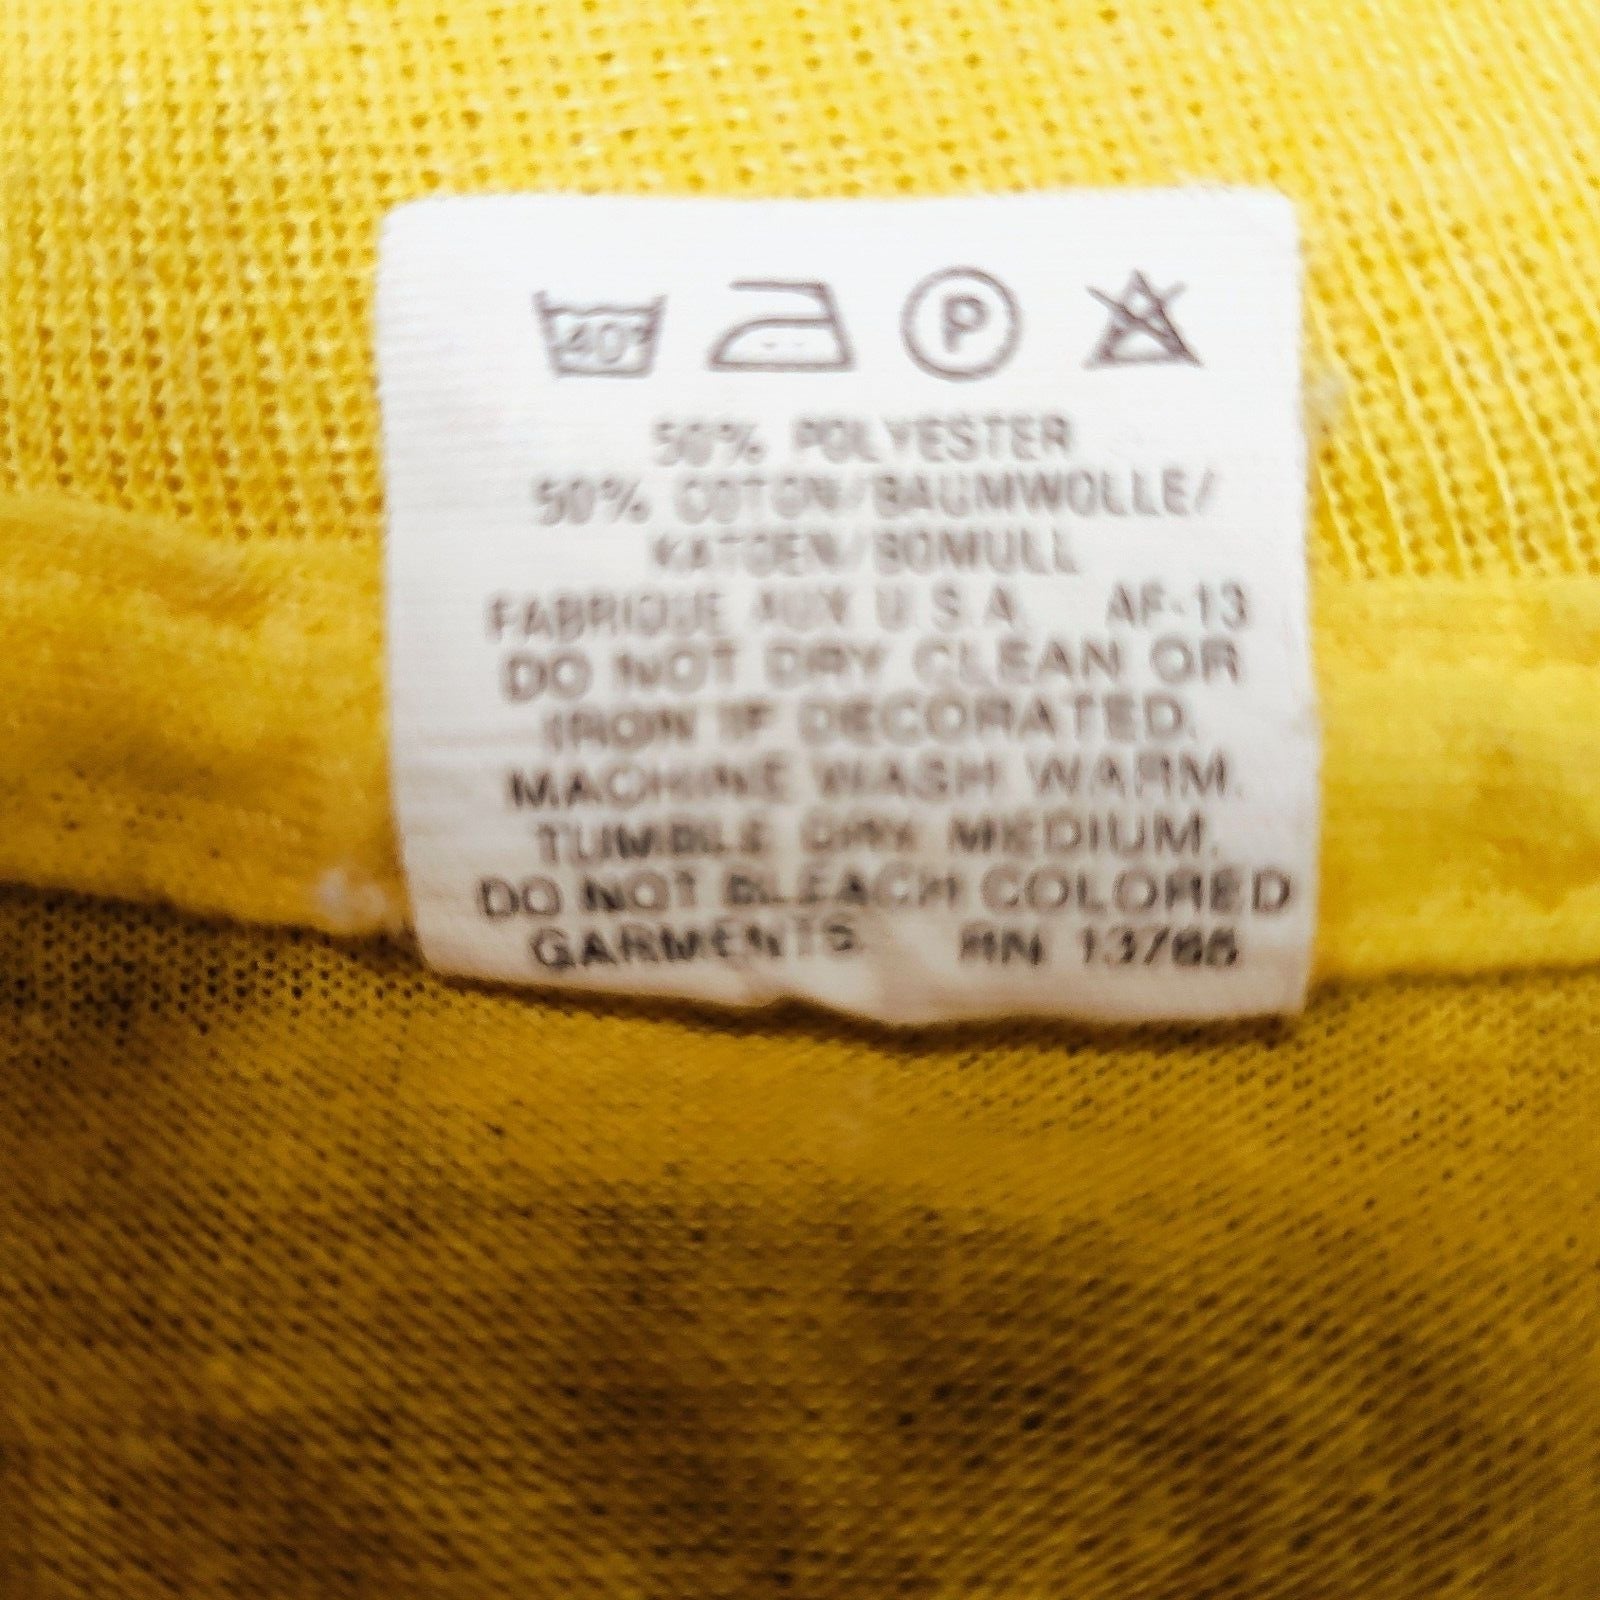 40°
P
50% POLYESTER
50% COTTON/BAUMWOLLE/
KATOEN/BOMULL
FABRIQUE AUX U.S.A. AF-13
DO NOT DRY CLEAN OR
IRON IF DECORATED.
MACHINE WASH WARM.
TUMBLE DRY MEDIUM.
DO NOT BLEACH COLORED
GARMENTS. RN 13765